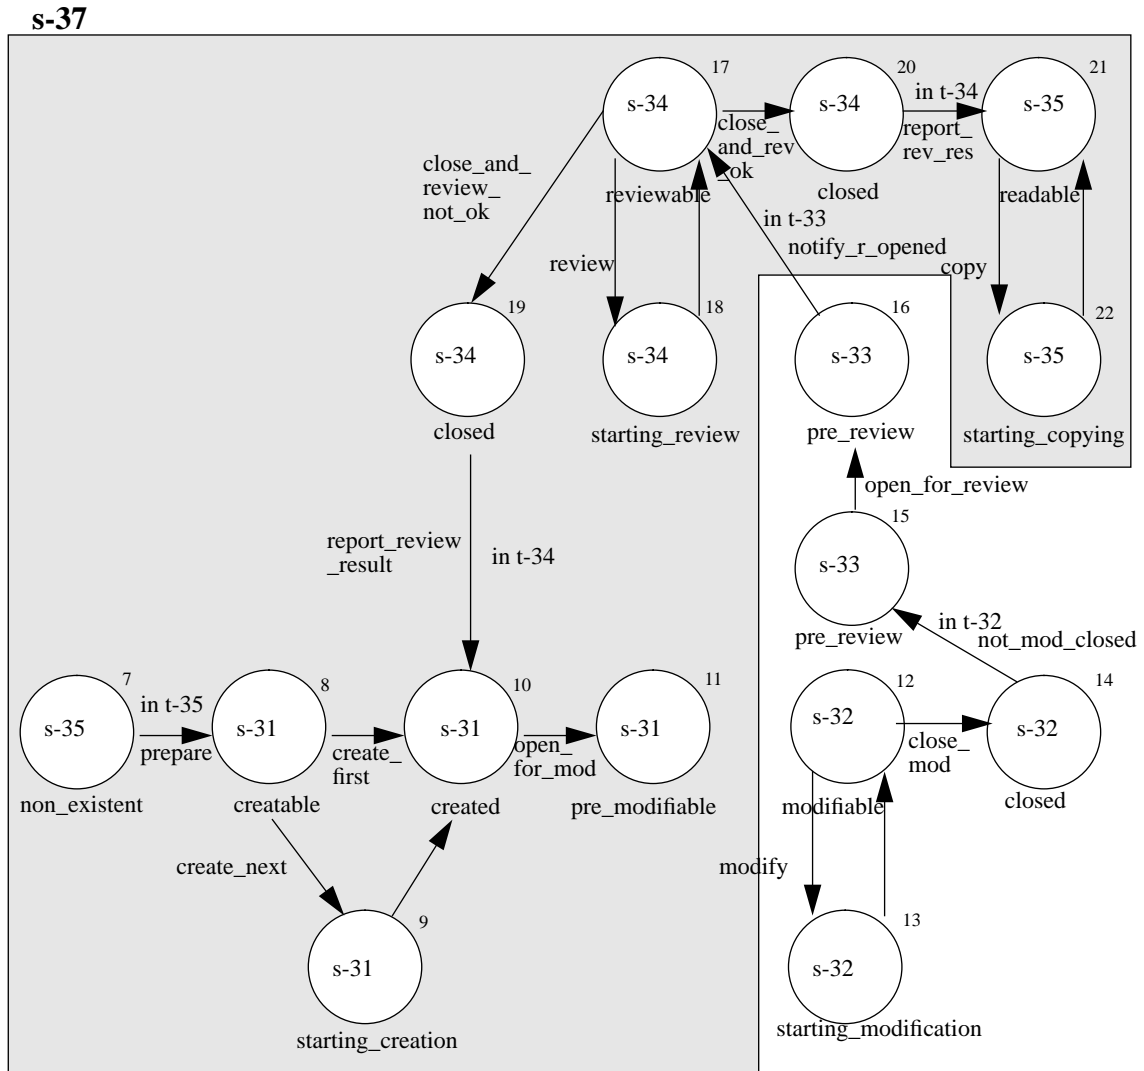 s-37
17
20
21
s-34
s-34
s-35
in t-34
close_
and_rev
_ok
report_
rev_res
close_and_
review_
not_ok
reviewable
closed
readable
in t-33
notify_r_opened
review
copy
19
18
16
22
s-34
s-34
s-33
s-35
closed
starting_review
pre_review
starting_copying
open_for_review
15
report_review
_result
in t-34
s-33
in t-32
not_mod_closed
pre_review
7
8
10
11
12
14
in t-35
s-35
s-31
s-31
s-31
s-32
s-32
prepare
create_
first
open_
for_mod
close_
mod
non_existent
creatable
created
pre_modifiable
modifiable
closed
create_next
modify
9
13
s-31
s-32
starting_creation
starting_modification